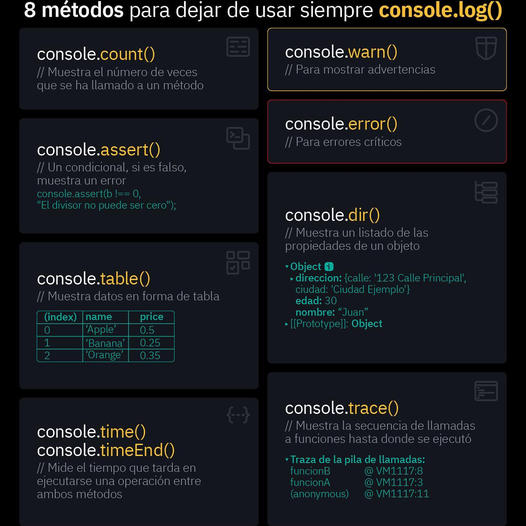 8 métodos para dejar de usar siempre console.log()
console.count()
// Muestra el número de veces
que se ha llamado a un método
console.assert()
// Un condicional, si es falso,
muestra un error
console.assert(b !== 0,
"El divisor no puede ser cero");
console.table()
// Muestra datos en forma de tabla
(index) name price
0 'Apple' 0.5
1 'Banana' 0.25
2 'Orange' 0.35
console.time()
console.timeEnd()
// Mide el tiempo que tarda en
ejecutarse una operación entre
ambos métodos
console.warn()
// Para mostrar advertencias
console.error()
// Para errores críticos
console.dir()
// Muestra un listado de las
propiedades de un objeto
▾Object i
▸direccion: {calle: '123 Calle Principal',
ciudad: 'Ciudad Ejemplo'}
edad: 30
nombre: "Juan"
▸[[Prototype]]: Object
console.trace()
// Muestra la secuencia de llamadas
a funciones hasta donde se ejecutó
▾Traza de la pila de llamadas:
funcionB @ VM1117:8
funcionA @ VM1117:3
(anonymous) @ VM1117:11